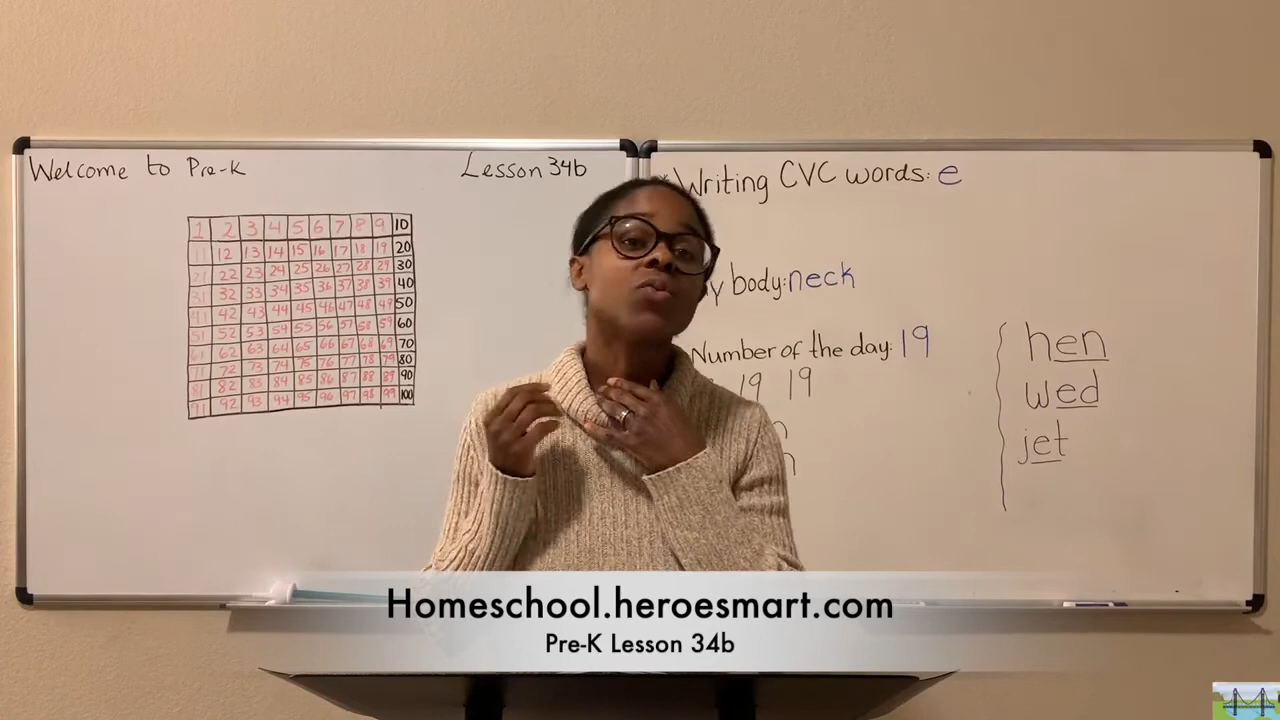 Welcome to Pre-K
Lesson 34b
1 2 3 4 5 6 7 8 9 10
11 12 13 14 15 16 17 18 19 20
21 22 23 24 25 26 27 28 29 30
31 32 33 34 35 36 37 38 39 40
41 42 43 44 45 46 47 48 49 50
51 52 53 54 55 56 57 58 59 60
61 62 63 64 65 66 67 68 69 70
71 72 73 74 75 76 77 78 79 80
81 82 83 84 85 86 87 88 89 90
91 92 93 94 95 96 97 98 99 100
Writing CVC words: e
y body: neck
Number of the day: 19
19 19
hen
wed
jet
Homeschool.heroesmart.com
Pre-K Lesson 34b